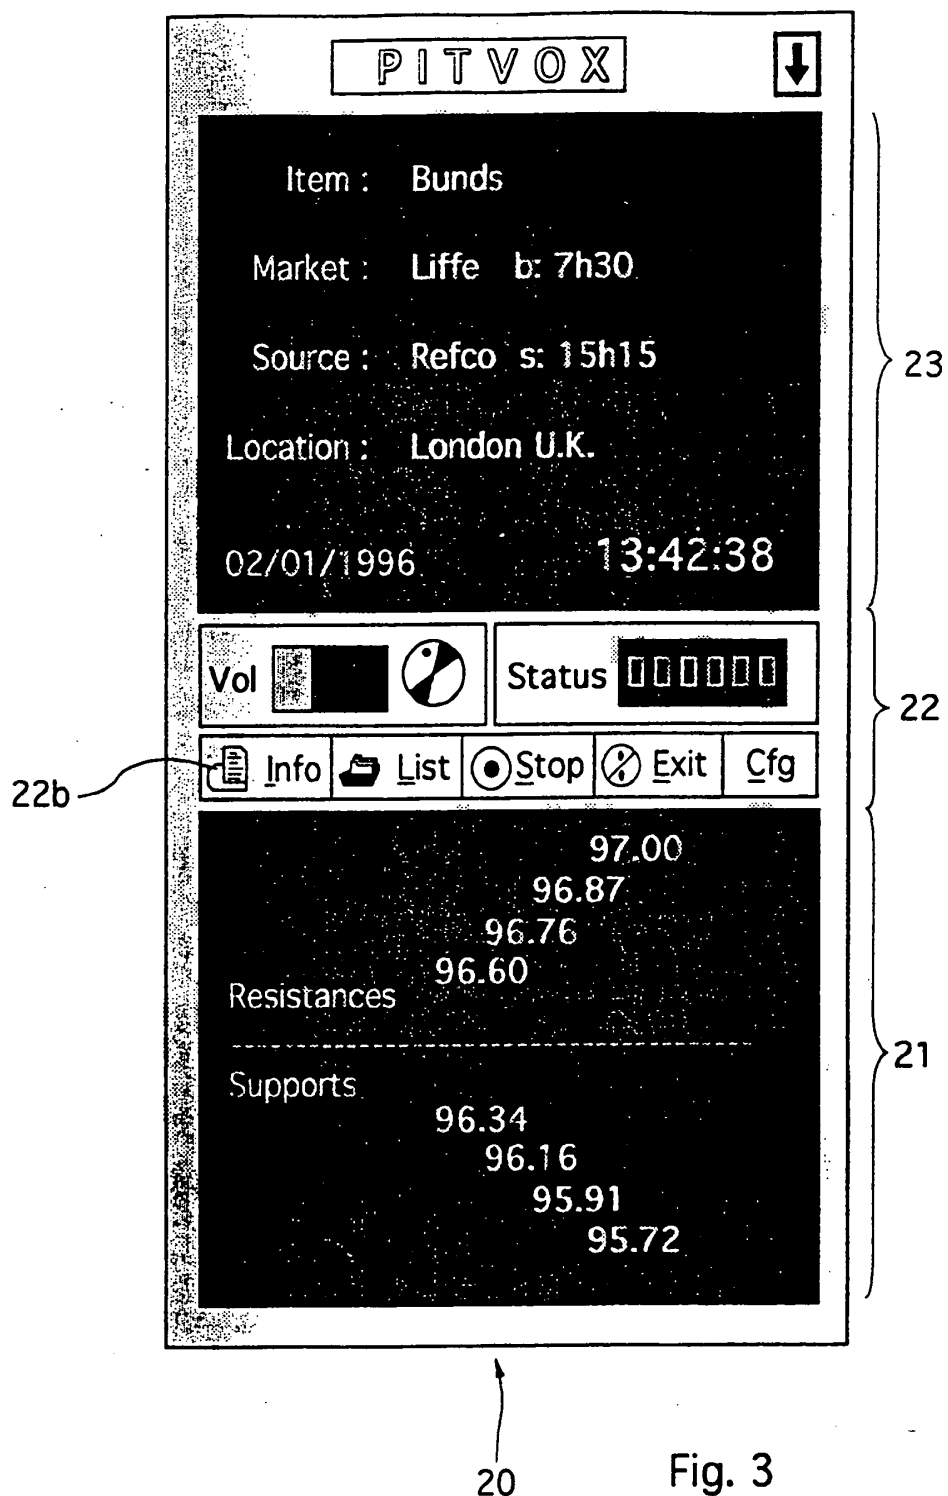 PITVOX
Item : Bunds
Market : Liffe b: 7h30
Source : Refco s: 15h15
23
Location : London U.K.
02/01/1996 13:42:38
Vol Status
22
Info List Stop Exit Cfg
22b
97.00
96.87
96.76
96.60
Resistances
21
Supports
96.34
96.16
95.91
95.72
20
Fig. 3